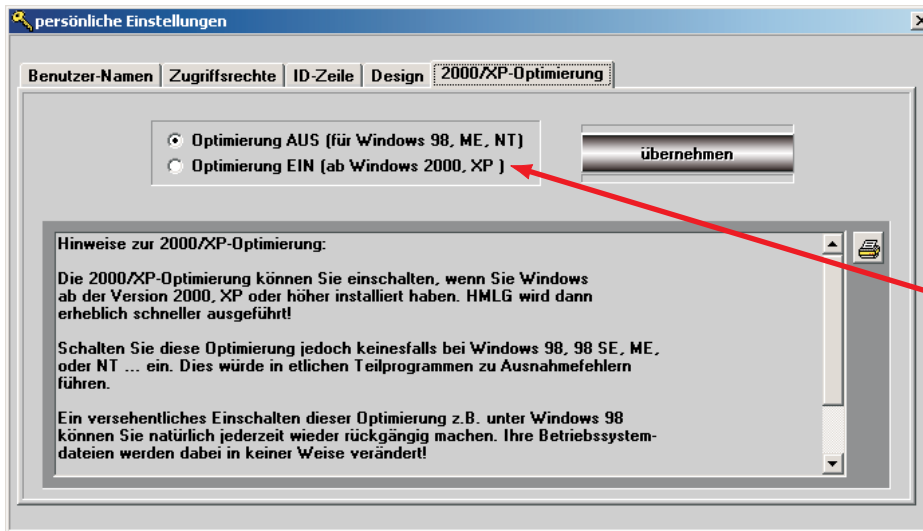 persönliche Einstellungen
Benutzer-Namen Zugriffsrechte ID-Zeile Design 2000/XP-Optimierung
Optimierung AUS (für Windows 98, ME, NT)
Optimierung EIN (ab Windows 2000, XP )
übernehmen
Hinweise zur 2000/XP-Optimierung:
Die 2000/XP-Optimierung können Sie einschalten, wenn Sie Windows
ab der Version 2000, XP oder höher installiert haben. HMLG wird dann
erheblich schneller ausgeführt!
Schalten Sie diese Optimierung jedoch keinesfalls bei Windows 98, 98 SE, ME,
oder NT ... ein. Dies würde in etlichen Teilprogrammen zu Ausnahmefehlern
führen.
Ein versehentliches Einschalten dieser Optimierung z.B. unter Windows 98
können Sie natürlich jederzeit wieder rückgängig machen. Ihre Betriebssystem-
dateien werden dabei in keiner Weise verändert!